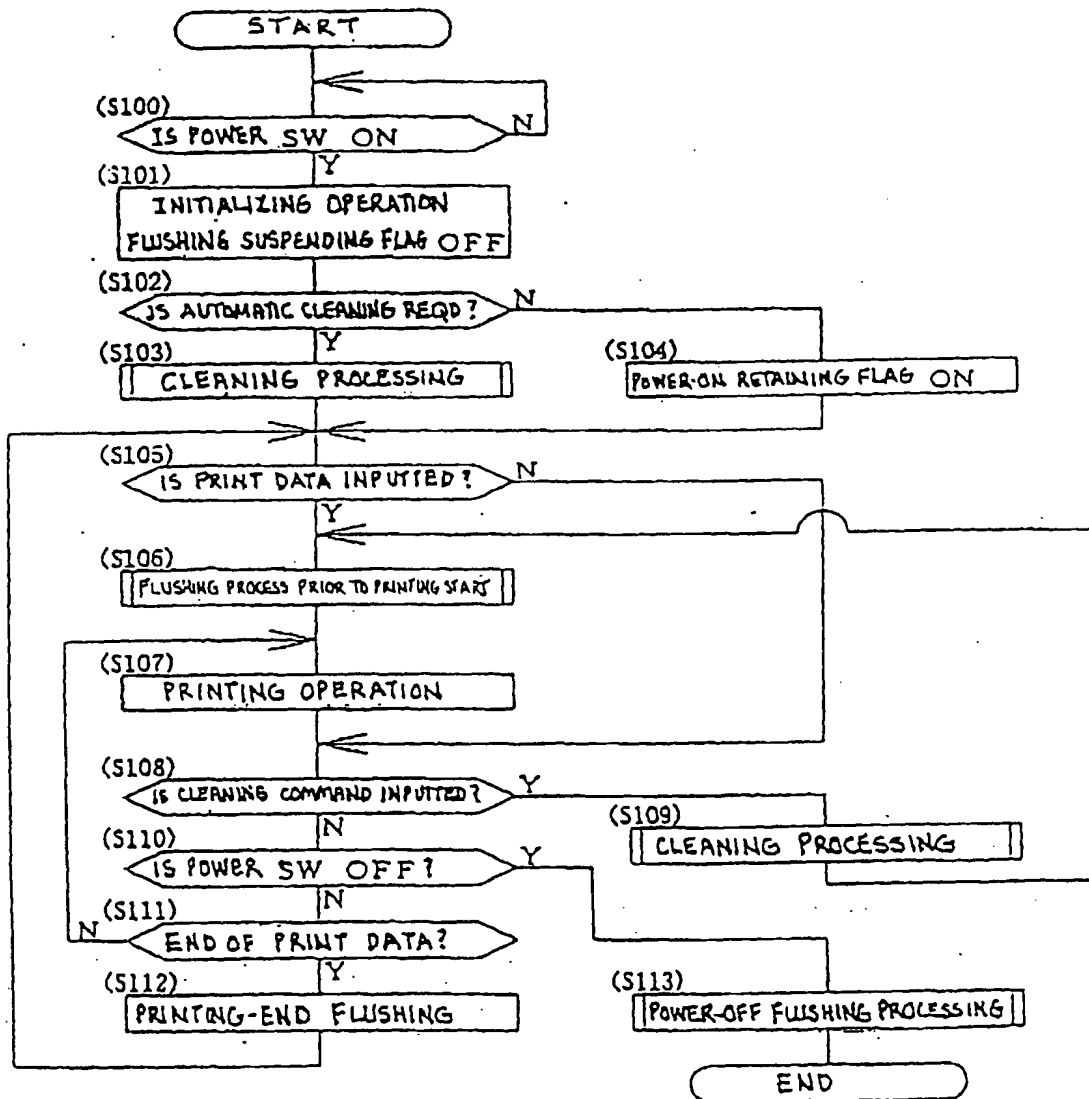 START
(S100)
IS POWER SW ON
N
Y
(S101)
INITIALIZING OPERATION
FLUSHING SUSPENDING FLAG OFF
(S102)
IS AUTOMATIC CLEANING REQD?
N
Y
(S103)
CLEANING PROCESSING
(S104)
POWER-ON RETAINING FLAG ON
(S105)
IS PRINT DATA INPUTTED?
N
Y
(S106)
FLUSHING PROCESS PRIOR TO PRINTING START
(S107)
PRINTING OPERATION
(S108)
IS CLEANING COMMAND INPUTTED?
Y
N
(S109)
CLEANING PROCESSING
(S110)
IS POWER SW OFF?
Y
N
(S111)
END OF PRINT DATA?
N
Y
(S112)
PRINTING-END FLUSHING
(S113)
POWER-OFF FLUSHING PROCESSING
END